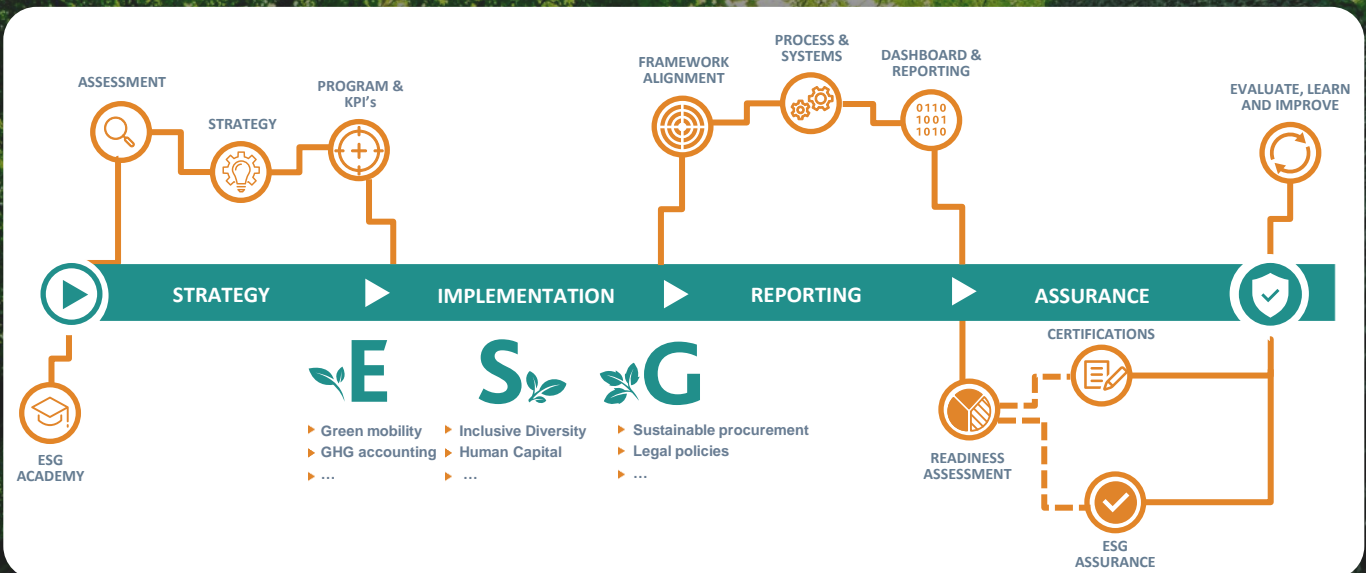 ASSESSMENT
STRATEGY
PROGRAM &
KPI's
FRAMEWORK
ALIGNMENT
PROCESS &
SYSTEMS
DASHBOARD &
REPORTING
0110
1001
1010
EVALUATE, LEARN
AND IMPROVE
STRATEGY
IMPLEMENTATION
REPORTING
ASSURANCE
ESG
ACADEMY
E
Green mobility
GHG accounting
...
S
Inclusive Diversity
Human Capital
...
G
Sustainable procurement
Legal policies
...
READINESS
ASSESSMENT
CERTIFICATIONS
ESG
ASSURANCE